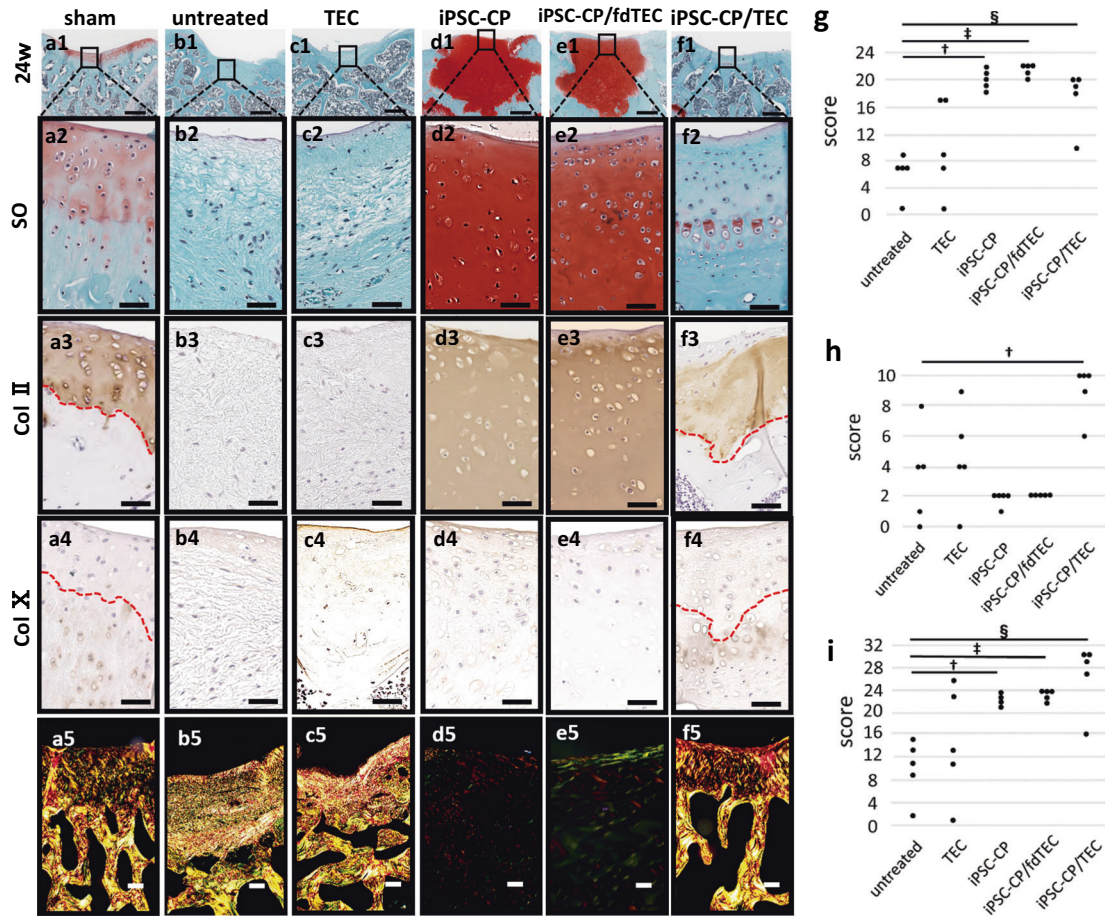 sham untreated TEC iPSC-CP iPSC-CP/fdTEC iPSC-CP/TEC
24w
a1 b1 c1 d1 e1 f1
SO
a2 b2 c2 d2 e2 f2
Col Ⅱ
a3 b3 c3 d3 e3 f3
Col X
a4 b4 c4 d4 e4 f4
a5 b5 c5 d5 e5 f5
g
§
‡
†
24
20
16
12
8
4
0
score
untreated
TEC
iPSC-CP
iPSC-CP/fdTEC
iPSC-CP/TEC
h
†
10
8
6
4
2
0
score
untreated
TEC
iPSC-CP
iPSC-CP/fdTEC
iPSC-CP/TEC
i
§
‡
†
32
28
24
20
16
12
8
4
0
score
untreated
TEC
iPSC-CP
iPSC-CP/fdTEC
iPSC-CP/TEC